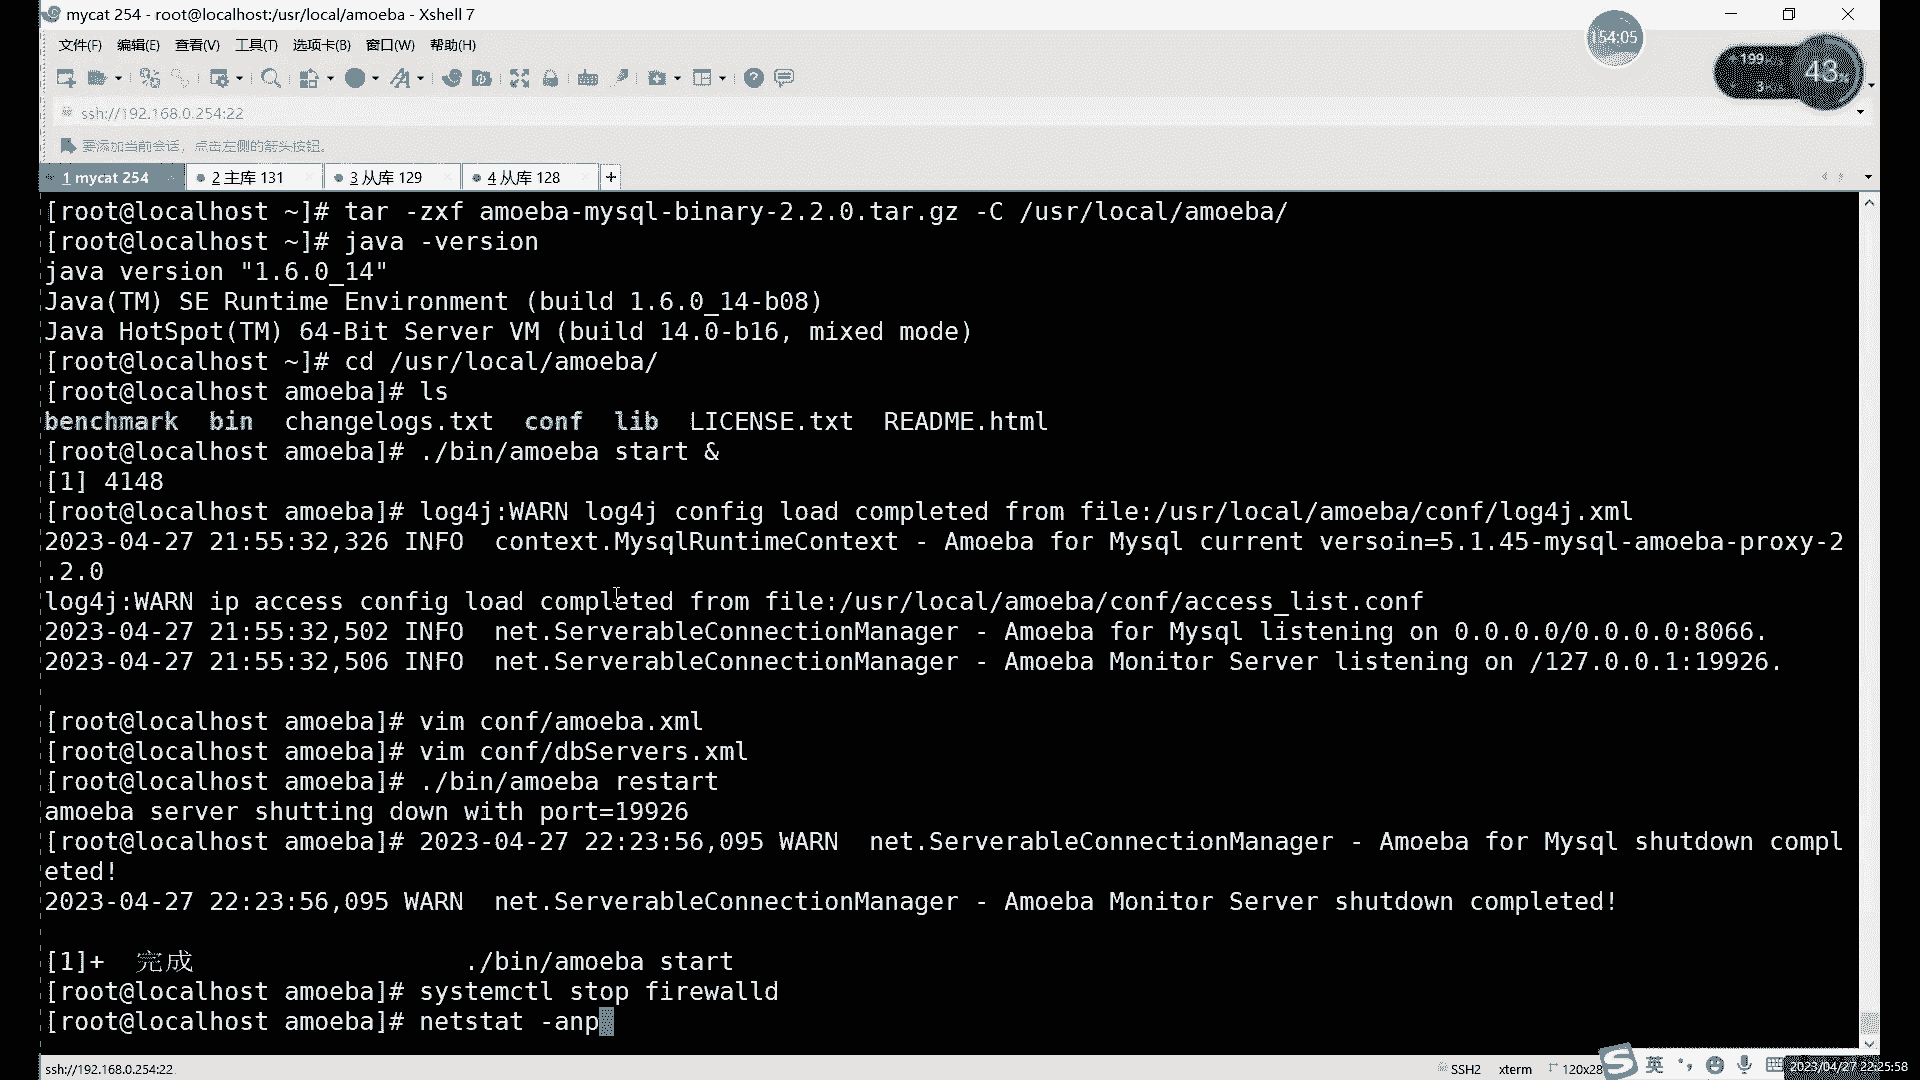 mycat 254 - root@localhost:/usr/local/amoeba - Xshell 7
154:05
文件(F) 编辑(E) 查看(V) 工具(T) 选项卡(B) 窗口(W) 帮助(H)
199
43
3
ssh://192.168.0.254:22
要添加当前会话，点击左侧的箭头按钮。
1 mycat 254 2 主库 131 3 从库 129 4 从库 128
[root@localhost ~]# tar -zxf amoeba-mysql-binary-2.2.0.tar.gz -C /usr/local/amoeba/
[root@localhost ~]# java -version
java version "1.6.0_14"
Java(TM) SE Runtime Environment (build 1.6.0_14-b08)
Java HotSpot(TM) 64-Bit Server VM (build 14.0-b16, mixed mode)
[root@localhost ~]# cd /usr/local/amoeba/
[root@localhost amoeba]# ls
benchmark bin changelogs.txt conf lib LICENSE.txt README.html
[root@localhost amoeba]# ./bin/amoeba start &
[1] 4148
[root@localhost amoeba]# log4j:WARN log4j config load completed from file:/usr/local/amoeba/conf/log4j.xml
2023-04-27 21:55:32,326 INFO context.MysqlRuntimeContext - Amoeba for Mysql current versoin=5.1.45-mysql-amoeba-proxy-2
.2.0
log4j:WARN ip access config load completed from file:/usr/local/amoeba/conf/access_list.conf
2023-04-27 21:55:32,502 INFO net.ServerableConnectionManager - Amoeba for Mysql listening on 0.0.0.0/0.0.0.0:8066.
2023-04-27 21:55:32,506 INFO net.ServerableConnectionManager - Amoeba Monitor Server listening on /127.0.0.1:19926.
[root@localhost amoeba]# vim conf/amoeba.xml
[root@localhost amoeba]# vim conf/dbServers.xml
[root@localhost amoeba]# ./bin/amoeba restart
amoeba server shutting down with port=19926
[root@localhost amoeba]# 2023-04-27 22:23:56,095 WARN net.ServerableConnectionManager - Amoeba for Mysql shutdown compl
eted!
2023-04-27 22:23:56,095 WARN net.ServerableConnectionManager - Amoeba Monitor Server shutdown completed!
[1]+ 完成 ./bin/amoeba start
[root@localhost amoeba]# systemctl stop firewalld
[root@localhost amoeba]# netstat -anp
ssh://192.168.0.254:22 SSH2 xterm 120x28 英 2023/04/27 22:25:58